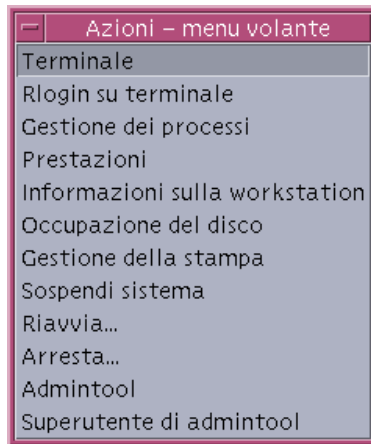 Azioni – menu volante
Terminale
Rlogin su terminale
Gestione dei processi
Prestazioni
Informazioni sulla workstation
Occupazione del disco
Gestione della stampa
Sospendi sistema
Riavvia...
Arresta...
Admintool
Superutente di admintool